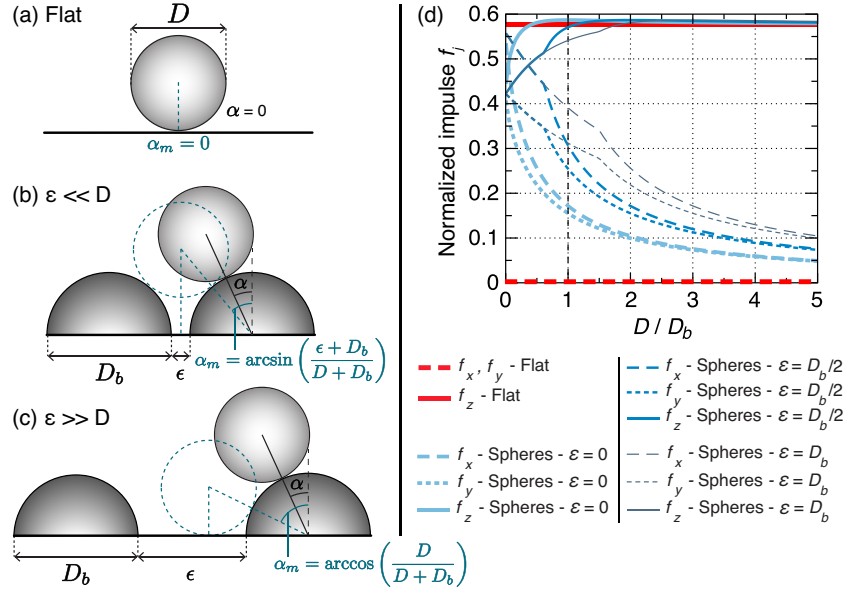 (a) Flat
D
α = 0
α_m = 0
(b) ε << D
α
α_m = arcsin ( (ϵ + D_b) / (D + D_b) )
D_b
ϵ
(c) ε >> D
α
α_m = arccos ( D / (D + D_b) )
D_b
ϵ
(d)
Normalized impulse f_j
0.6
0.5
0.4
0.3
0.2
0.1
0
0 1 2 3 4 5
D / D_b
f_x, f_y - Flat
f_z - Flat
f_x - Spheres - ε = 0
f_y - Spheres - ε = 0
f_z - Spheres - ε = 0
f_x - Spheres - ε = D_b/2
f_y - Spheres - ε = D_b/2
f_z - Spheres - ε = D_b/2
f_x - Spheres - ε = D_b
f_y - Spheres - ε = D_b
f_z - Spheres - ε = D_b